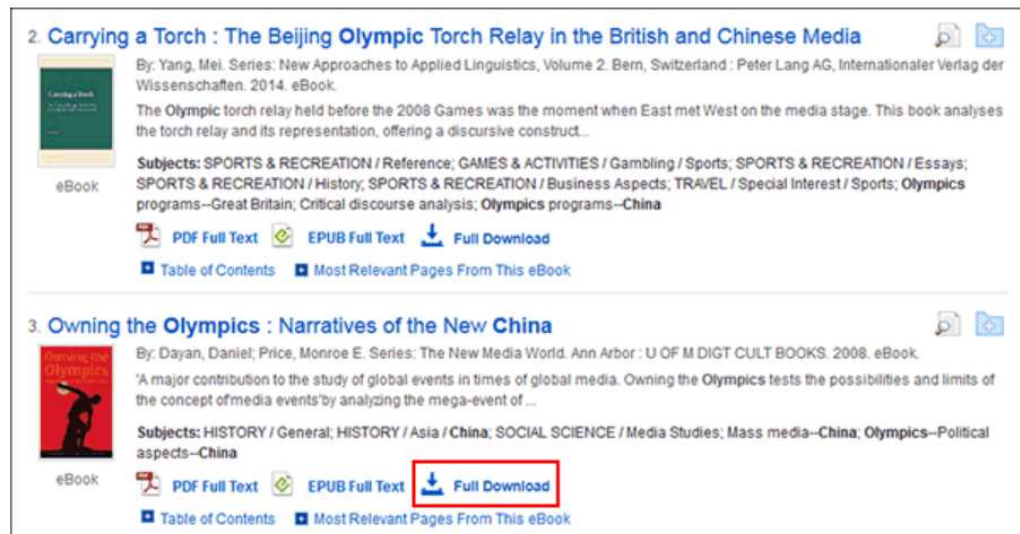 2. Carrying a Torch : The Beijing Olympic Torch Relay in the British and Chinese Media
By: Yang, Mei. Series: New Approaches to Applied Linguistics, Volume 2. Bern, Switzerland : Peter Lang AG, Internationaler Verlag der
Wissenschaften. 2014. eBook.
The Olympic torch relay held before the 2008 Games was the moment when East met West on the media stage. This book analyses
the torch relay and its representation, offering a discursive construct...
Subjects: SPORTS & RECREATION / Reference; GAMES & ACTIVITIES / Gambling / Sports; SPORTS & RECREATION / Essays;
SPORTS & RECREATION / History; SPORTS & RECREATION / Business Aspects; TRAVEL / Special Interest / Sports; Olympics
programs--Great Britain; Critical discourse analysis; Olympics programs--China
Carrying a Torch
eBook
PDF Full Text EPUB Full Text Full Download
Table of Contents Most Relevant Pages From This eBook
3. Owning the Olympics : Narratives of the New China
By: Dayan, Daniel; Price, Monroe E. Series: The New Media World. Ann Arbor : U OF M DIGT CULT BOOKS. 2008. eBook.
'A major contribution to the study of global events in times of global media. Owning the Olympics tests the possibilities and limits of
the concept ofmedia events'by analyzing the mega-event of ...
Subjects: HISTORY / General; HISTORY / Asia / China; SOCIAL SCIENCE / Media Studies; Mass media--China; Olympics--Political
aspects--China
Owning the
Olympics
eBook
PDF Full Text EPUB Full Text Full Download
Table of Contents Most Relevant Pages From This eBook